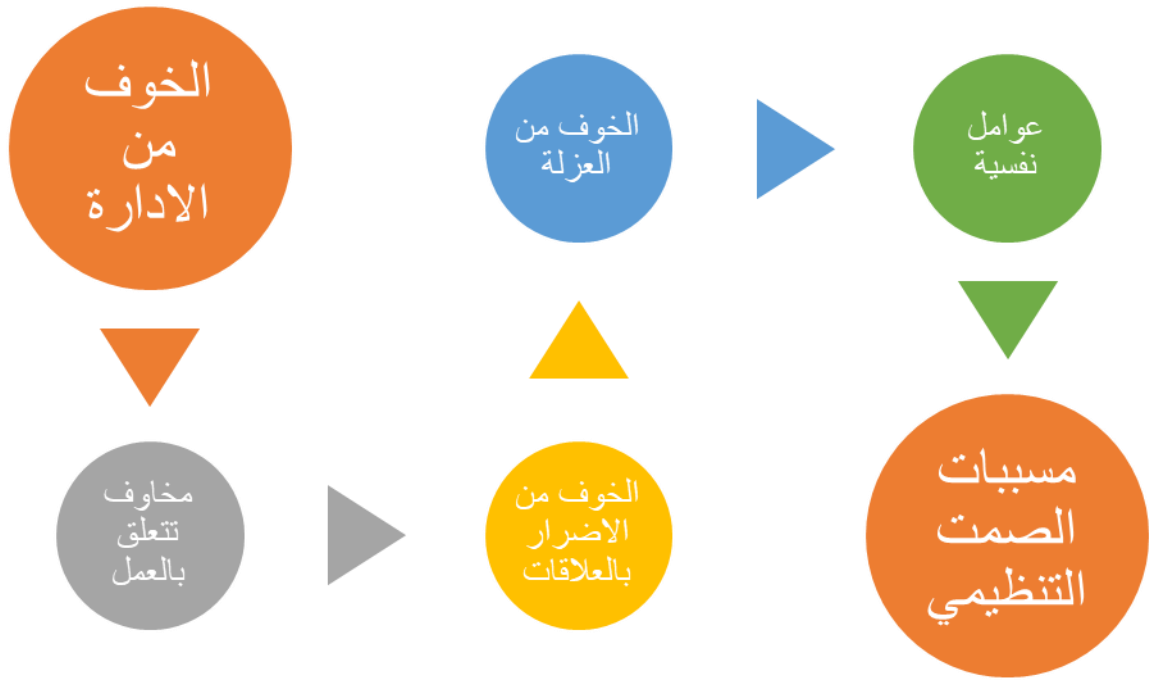 الخوف
من
الادارة
مخاوف
تتعلق
بالعمل
الخوف من
الاضرار
بالعلاقات
الخوف من
العزلة
عوامل
نفسية
مسببات
الصمت
التنظيمي